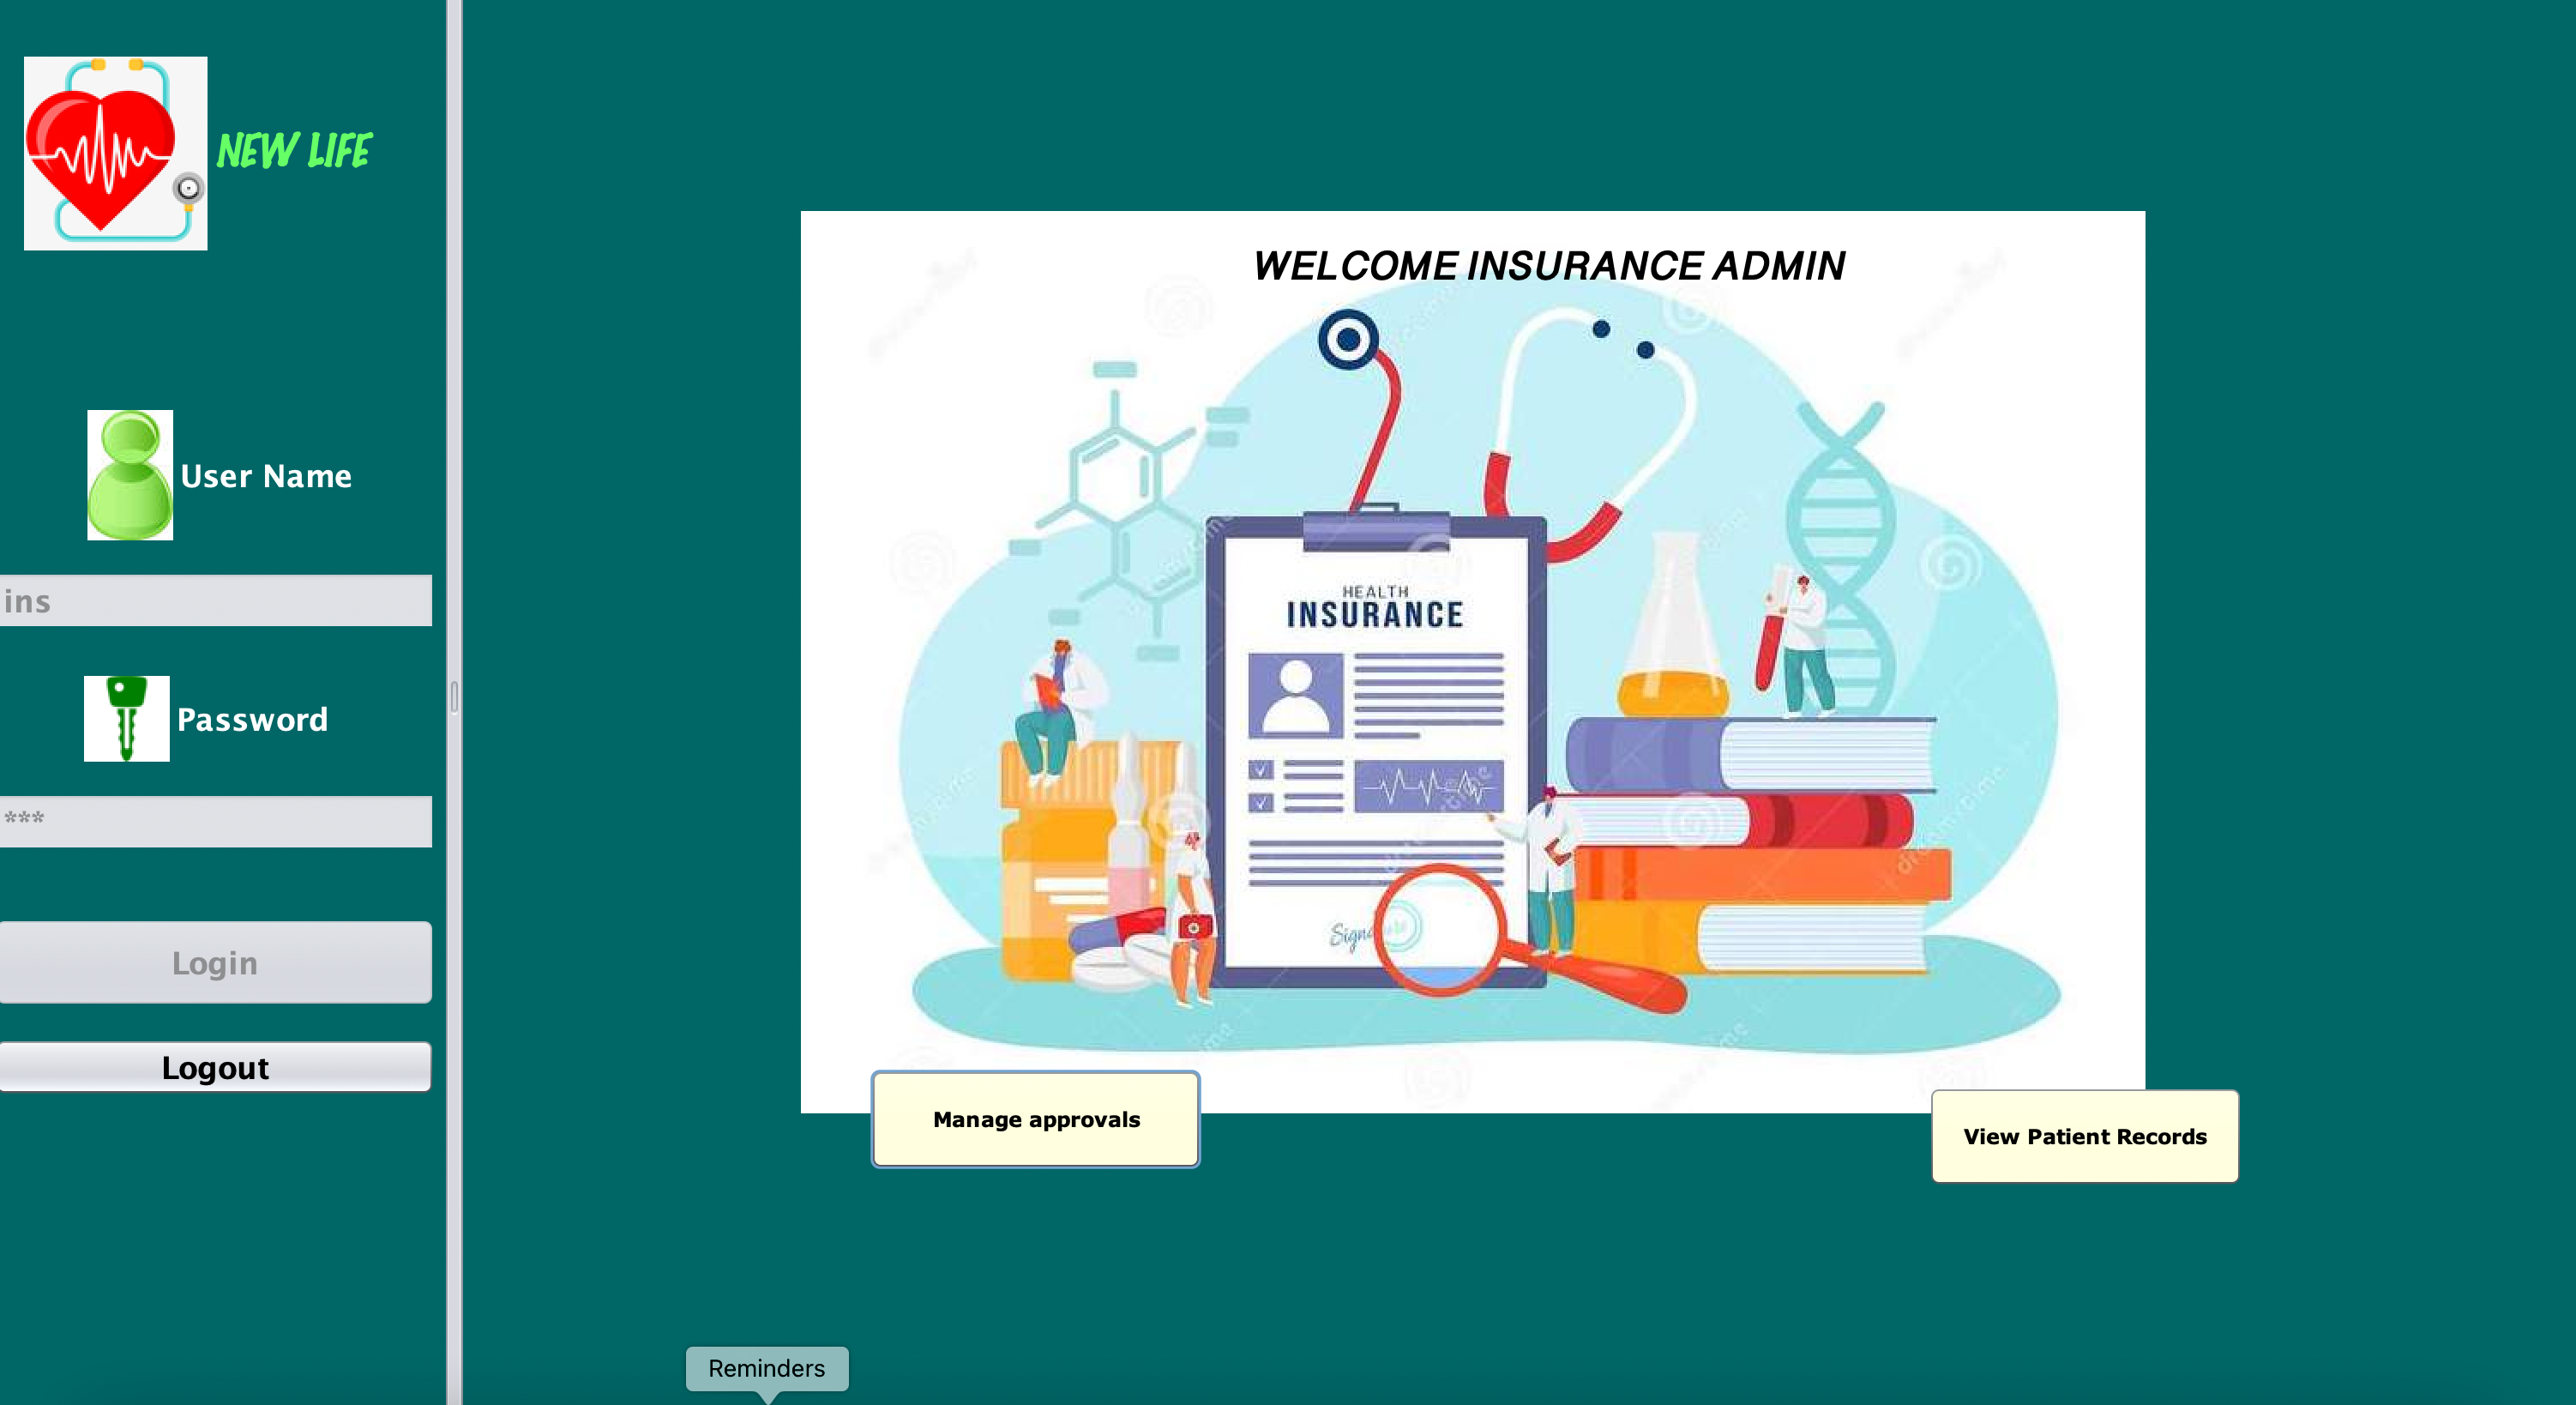 NEW LIFE
User Name
ins
Password
***
Login
Logout
WELCOME INSURANCE ADMIN
HEALTH
INSURANCE
Manage approvals
View Patient Records
Reminders